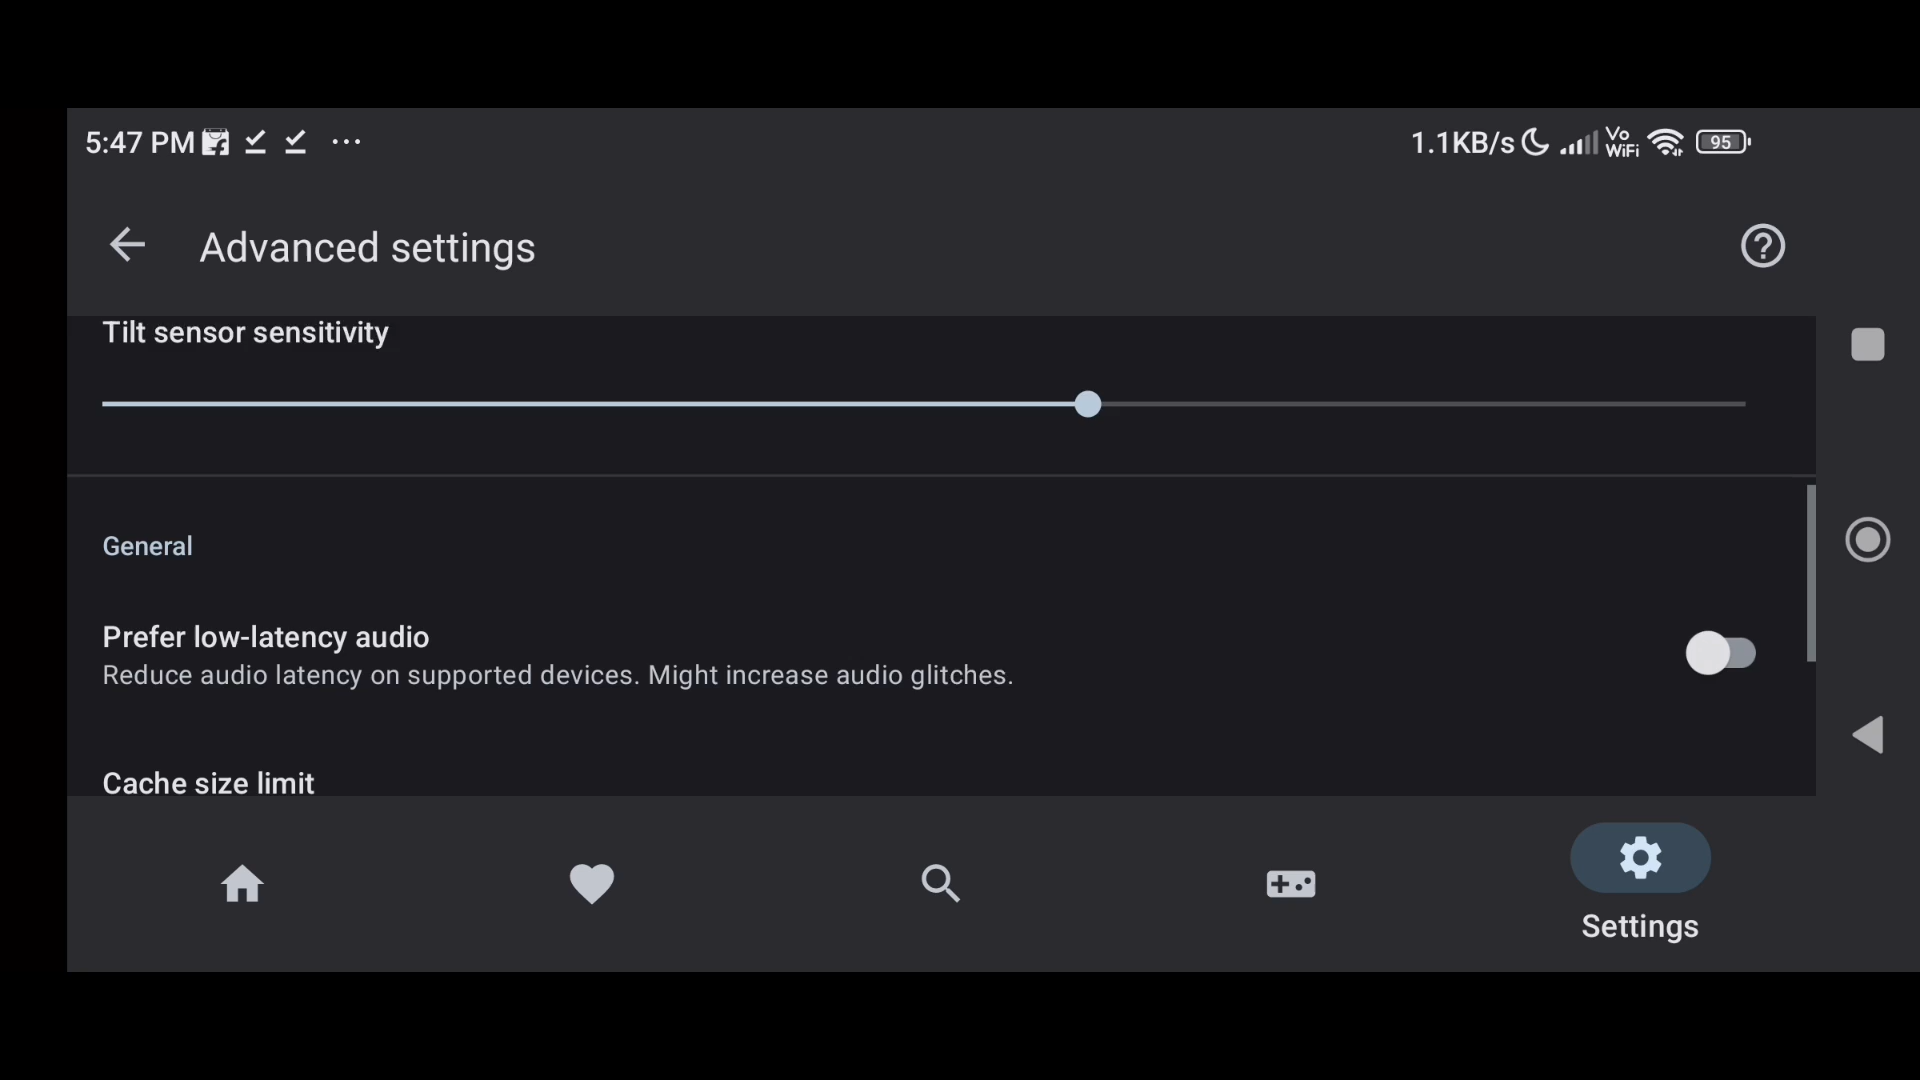 5:47 PM ... 1.1KB/s Vo WiFi 95
Advanced settings
Tilt sensor sensitivity
General
Prefer low-latency audio
Reduce audio latency on supported devices. Might increase audio glitches.
Cache size limit
Settings